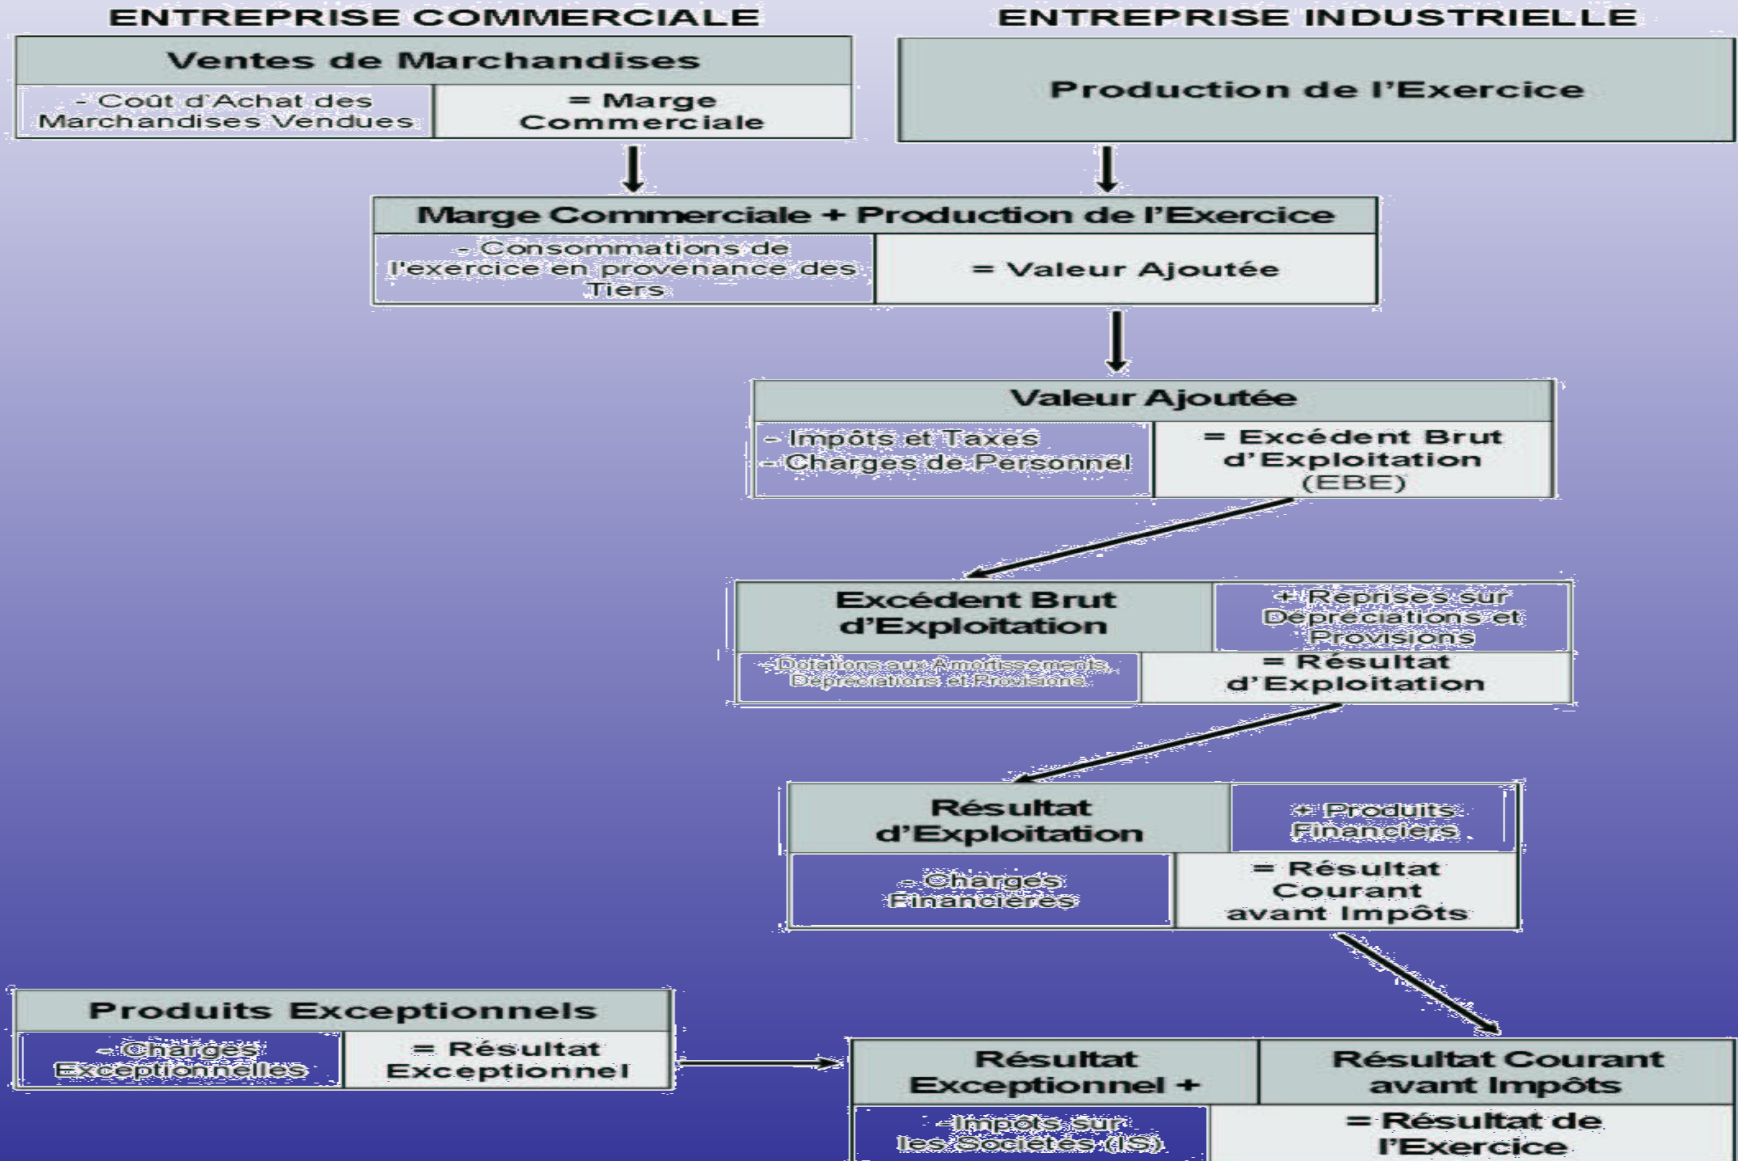 ENTREPRISE COMMERCIALE
Ventes de Marchandises
- Coût d'Achat des
Marchandises Vendues
= Marge
Commerciale
ENTREPRISE INDUSTRIELLE
Production de l'Exercice
Marge Commerciale + Production de l'Exercice
- Consommations de
l'exercice en provenance des
Tiers
= Valeur Ajoutée
Valeur Ajoutée
- Impôts et Taxes
- Charges de Personnel
= Excédent Brut
d'Exploitation
(EBE)
Excédent Brut
d'Exploitation
+ Reprises sur
Dépréciations et
Provisions
- Dotations aux Amortissements,
Dépréciations et Provisions
= Résultat
d'Exploitation
Résultat
d'Exploitation
+ Produits
Financiers
- Charges
Financières
= Résultat
Courant
avant Impôts
Produits Exceptionnels
- Charges
Exceptionnelles
= Résultat
Exceptionnel
Résultat
Exceptionnel +
Résultat Courant
avant Impôts
- Impôts sur
les Sociétés (IS)
= Résultat de
l'Exercice